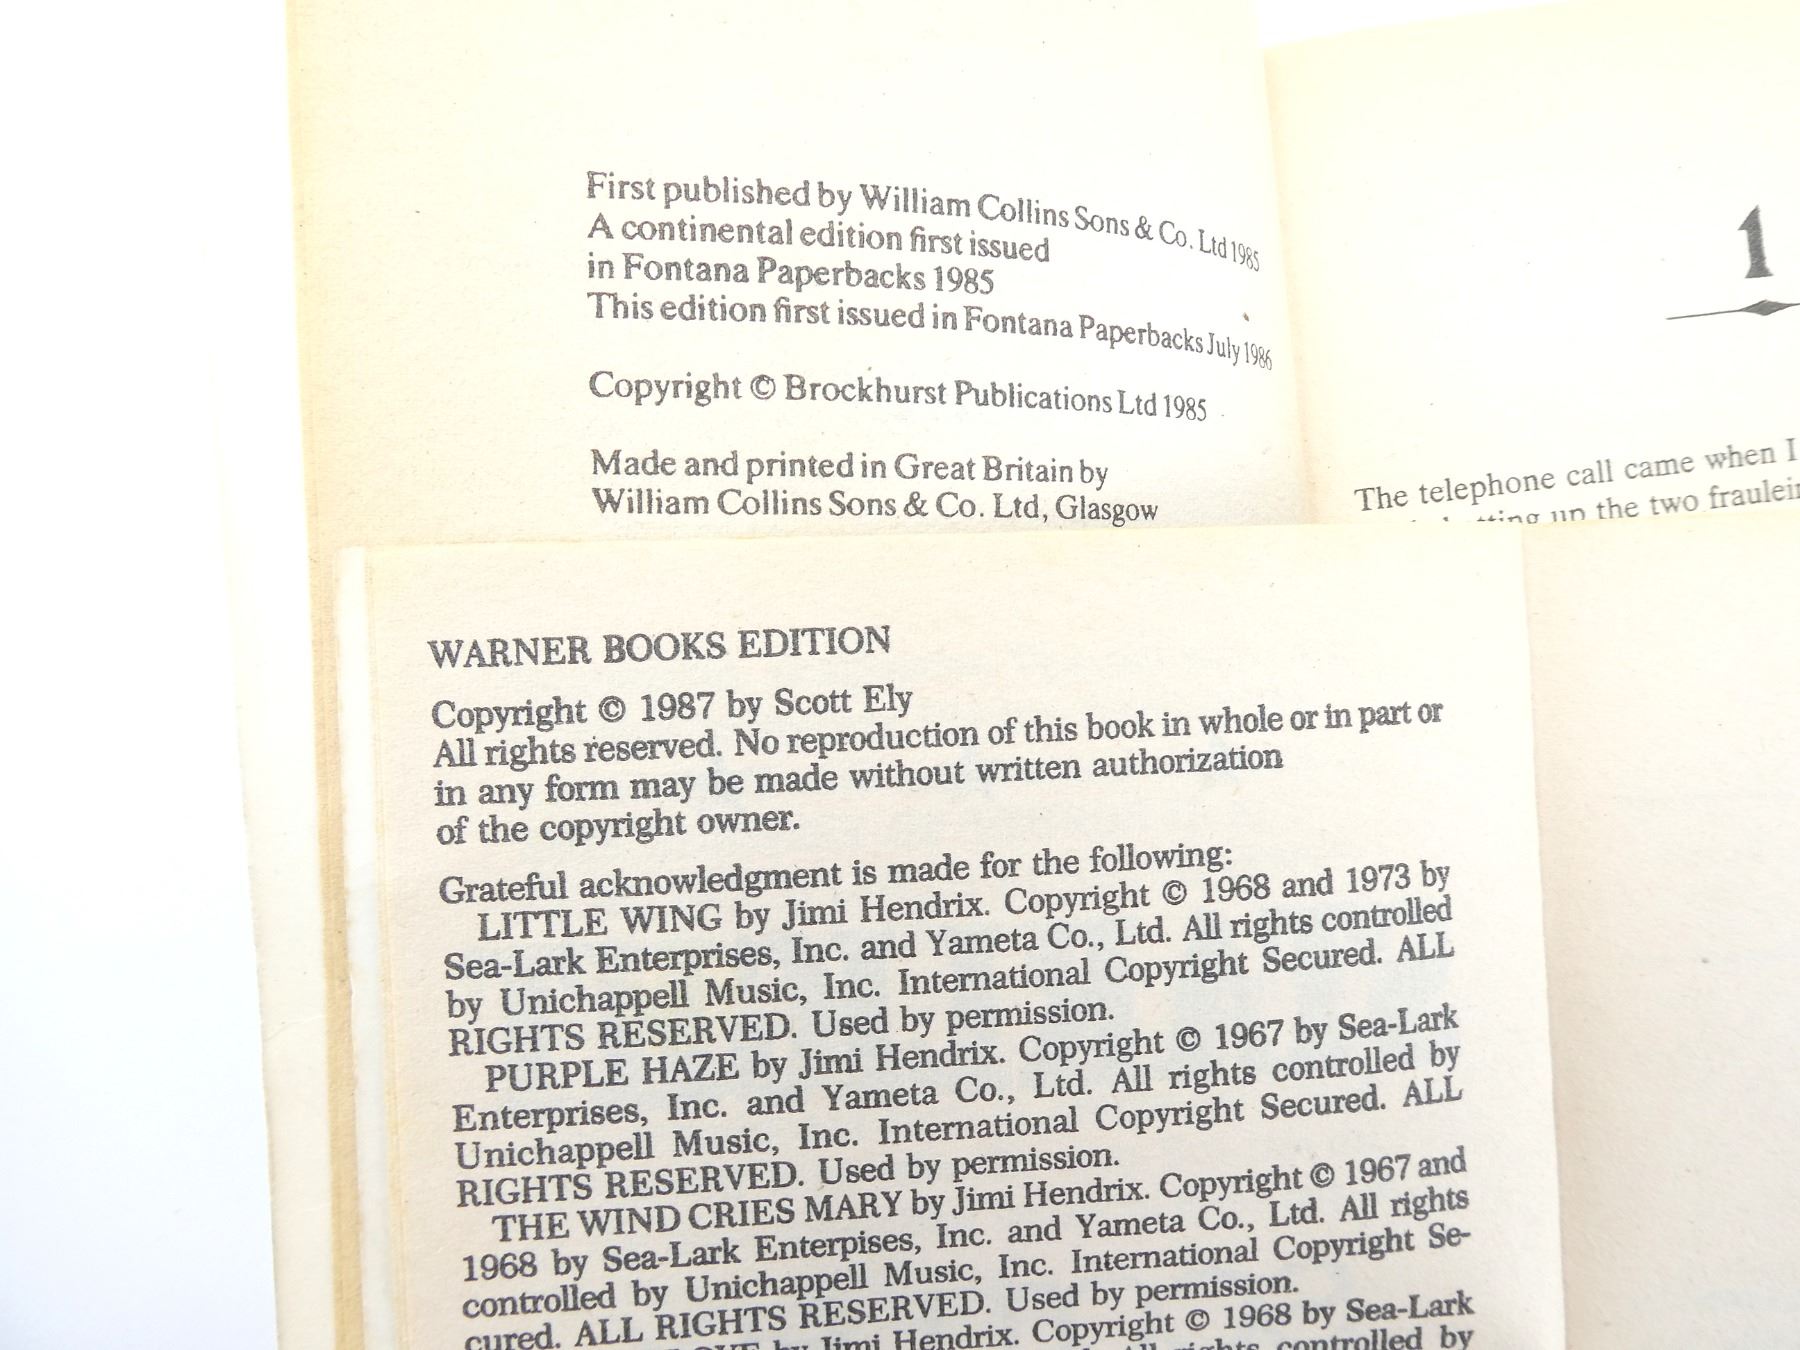 First published by William Collins Sons & Co. Ltd 1985
A continental edition first issued
in Fontana Paperbacks 1985
This edition first issued in Fontana Paperbacks July 1986
Copyright © Brockhurst Publications Ltd 1985
Made and printed in Great Britain by
William Collins Sons & Co. Ltd, Glasgow
1
The telephone call came when I
up the two
WARNER BOOKS EDITION
Copyright © 1987 by Scott Ely
All rights reserved. No reproduction of this book in whole or in part or
in any form may be made without written authorization
of the copyright owner.
Grateful acknowledgment is made for the following:
LITTLE WING by Jimi Hendrix. Copyright © 1968 and 1973 by
Sea-Lark Enterprises, Inc. and Yameta Co., Ltd. All rights controlled
by Unichappell Music, Inc. International Copyright Secured. ALL
RIGHTS RESERVED. Used by permission.
PURPLE HAZE by Jimi Hendrix. Copyright © 1967 by Sea-Lark
Enterprises, Inc. and Yameta Co., Ltd. All rights controlled by
Unichappell Music, Inc. International Copyright Secured. ALL
RIGHTS RESERVED. Used by permission.
THE WIND CRIES MARY by Jimi Hendrix. Copyright © 1967 and
1968 by Sea-Lark Enterpises, Inc. and Yameta Co., Ltd. All rights
controlled by Unichappell Music, Inc. International Copyright Se-
cured. ALL RIGHTS RESERVED. Used by permission.
by Jimi Hendrix. Copyright © 1968 by Sea-Lark
All rights controlled by